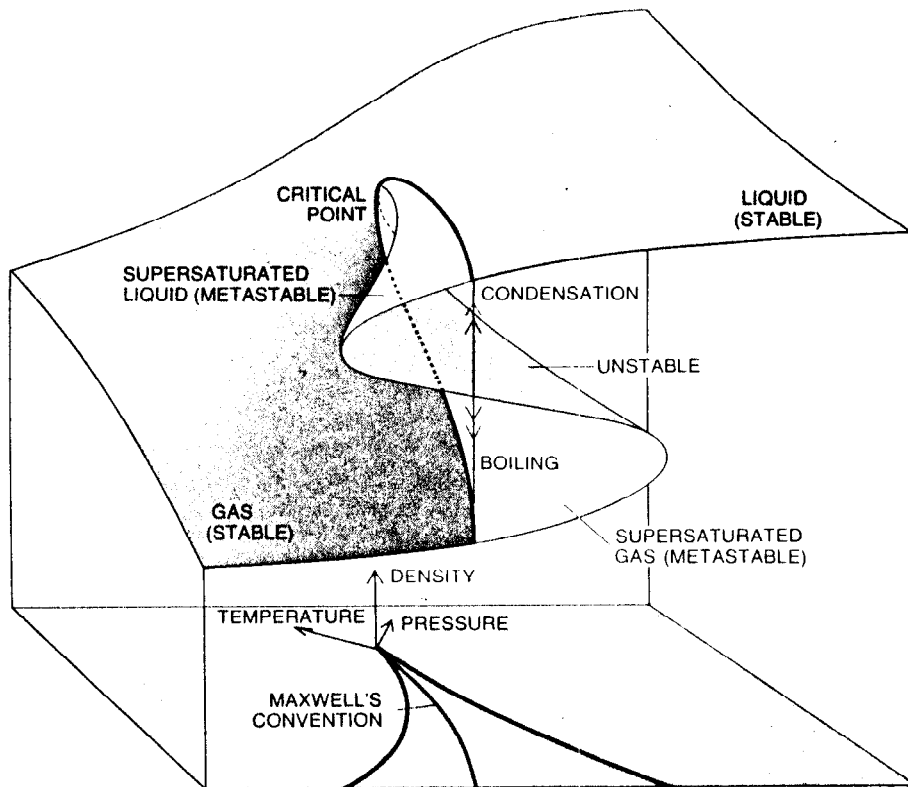 CRITICAL
POINT
LIQUID
(STABLE)
SUPERSATURATED
LIQUID (METASTABLE)
CONDENSATION
UNSTABLE
BOILING
GAS
(STABLE)
SUPERSATURATED
GAS (METASTABLE)
DENSITY
TEMPERATURE
PRESSURE
MAXWELL'S
CONVENTION